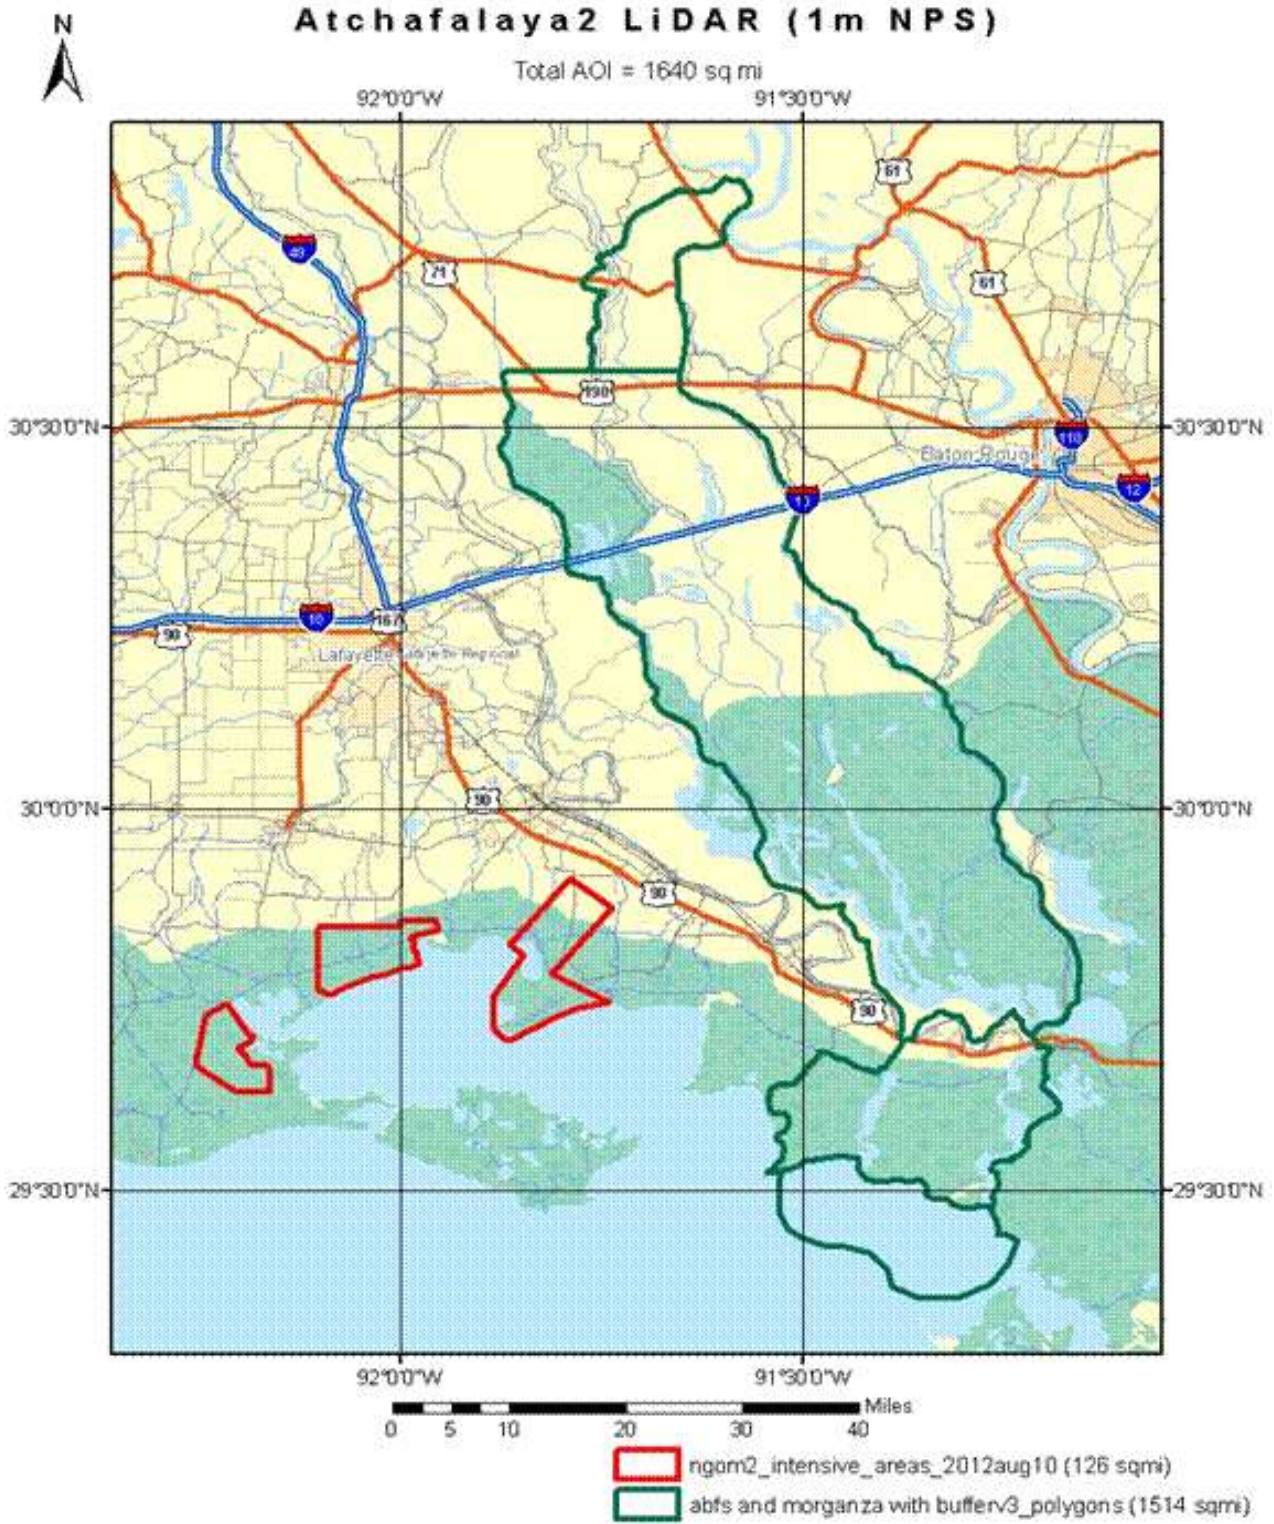 Atchafalaya2 LiDAR (1m NPS)
N
Total AOI = 1640 sq mi
92°0'0"W
91°30'0"W
61
49
71
61
190
30°30'0"N
30°30'0"N
110
Baton Rouge
12
10
167
90
Lafayette
Regional
90
30°0'0"N
30°0'0"N
90
90
29°30'0"N
29°30'0"N
92°0'0"W
91°30'0"W
Miles
0 5 10 20 30 40
ngom2_intensive_areas_2012aug10 (126 sqmi)
abfs and morganza with bufferv3_polygons (1514 sqmi)